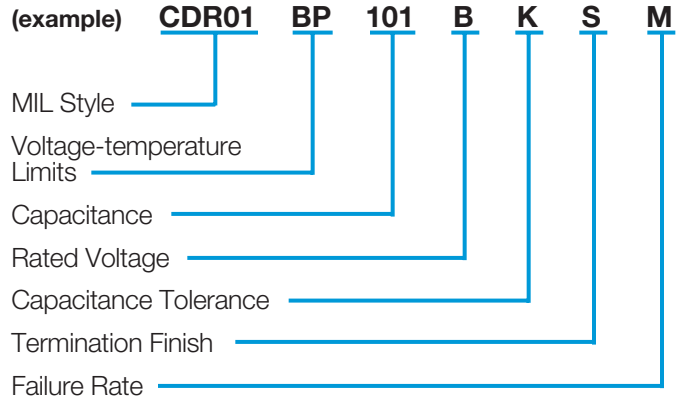 (example) CDR01 BP 101 B K S M
MIL Style
Voltage-temperature
Limits
Capacitance
Rated Voltage
Capacitance Tolerance
Termination Finish
Failure Rate